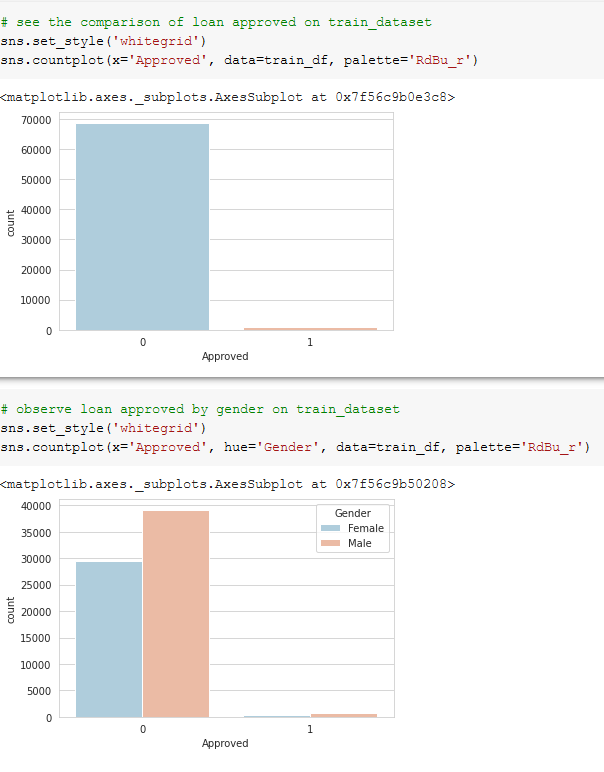 # see the comparison of loan approved on train_dataset
sns.set_style('whitegrid')
sns.countplot(x='Approved', data=train_df, palette='RdBu_r')
<matplotlib.axes._subplots.AxesSubplot at 0x7f56c9b0e3c8>
70000
60000
50000
40000
30000
20000
10000
0
count
0 1
Approved
# observe loan approved by gender on train_dataset
sns.set_style('whitegrid')
sns.countplot(x='Approved', hue='Gender', data=train_df, palette='RdBu_r')
<matplotlib.axes._subplots.AxesSubplot at 0x7f56c9b50208>
40000
35000
30000
25000
20000
15000
10000
5000
0
count
Gender
Female
Male
0 1
Approved